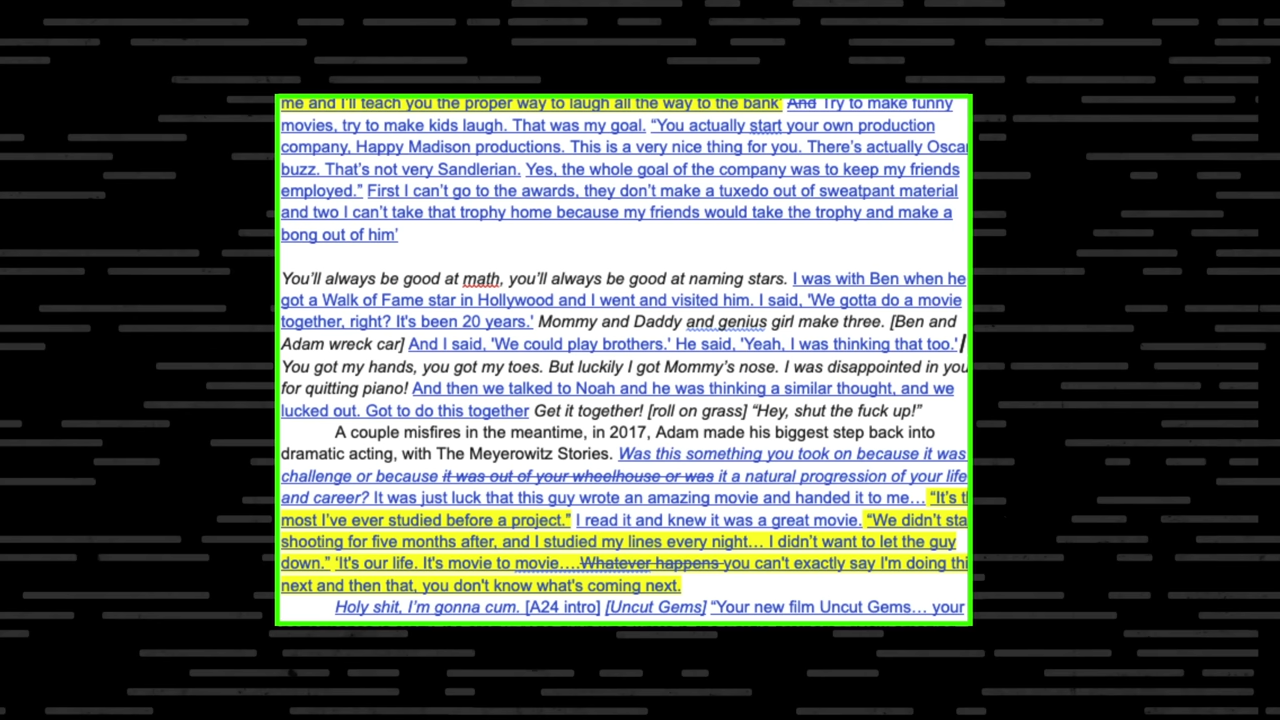 me and I'll teach you the proper way to laugh all the way to the bank' And Try to make funny
movies, try to make kids laugh. That was my goal. “You actually start your own production
company, Happy Madison productions. This is a very nice thing for you. There's actually Oscar
buzz. That's not very Sandlerian. Yes, the whole goal of the company was to keep my friends
employed.” First I can't go to the awards, they don't make a tuxedo out of sweatpant material
and two I can't take that trophy home because my friends would take the trophy and make a
bong out of him’
You'll always be good at math, you'll always be good at naming stars. I was with Ben when he
got a Walk of Fame star in Hollywood and I went and visited him. I said, 'We gotta do a movie
together, right? It's been 20 years.' Mommy and Daddy and genius girl make three. [Ben and
Adam wreck car] And I said, 'We could play brothers.' He said, 'Yeah, I was thinking that too.'/
You got my hands, you got my toes. But luckily I got Mommy's nose. I was disappointed in you
for quitting piano! And then we talked to Noah and he was thinking a similar thought, and we
lucked out. Got to do this together Get it together! [roll on grass] “Hey, shut the fuck up!”
A couple misfires in the meantime, in 2017, Adam made his biggest step back into
dramatic acting, with The Meyerowitz Stories. Was this something you took on because it was
challenge or because it was out of your wheelhouse or was it a natural progression of your life
and career? It was just luck that this guy wrote an amazing movie and handed it to me… “It's
most I've ever studied before a project.” I read it and knew it was a great movie. “We didn't
shooting for five months after, and I studied my lines every night… I didn't want to let the guy
down.” ‘It's our life. It's movie to movie….Whatever happens you can't exactly say I'm doing
next and then that, you don't know what's coming next.
Holy shit, I'm gonna cum. [A24 intro] [Uncut Gems] “Your new film Uncut Gems… your